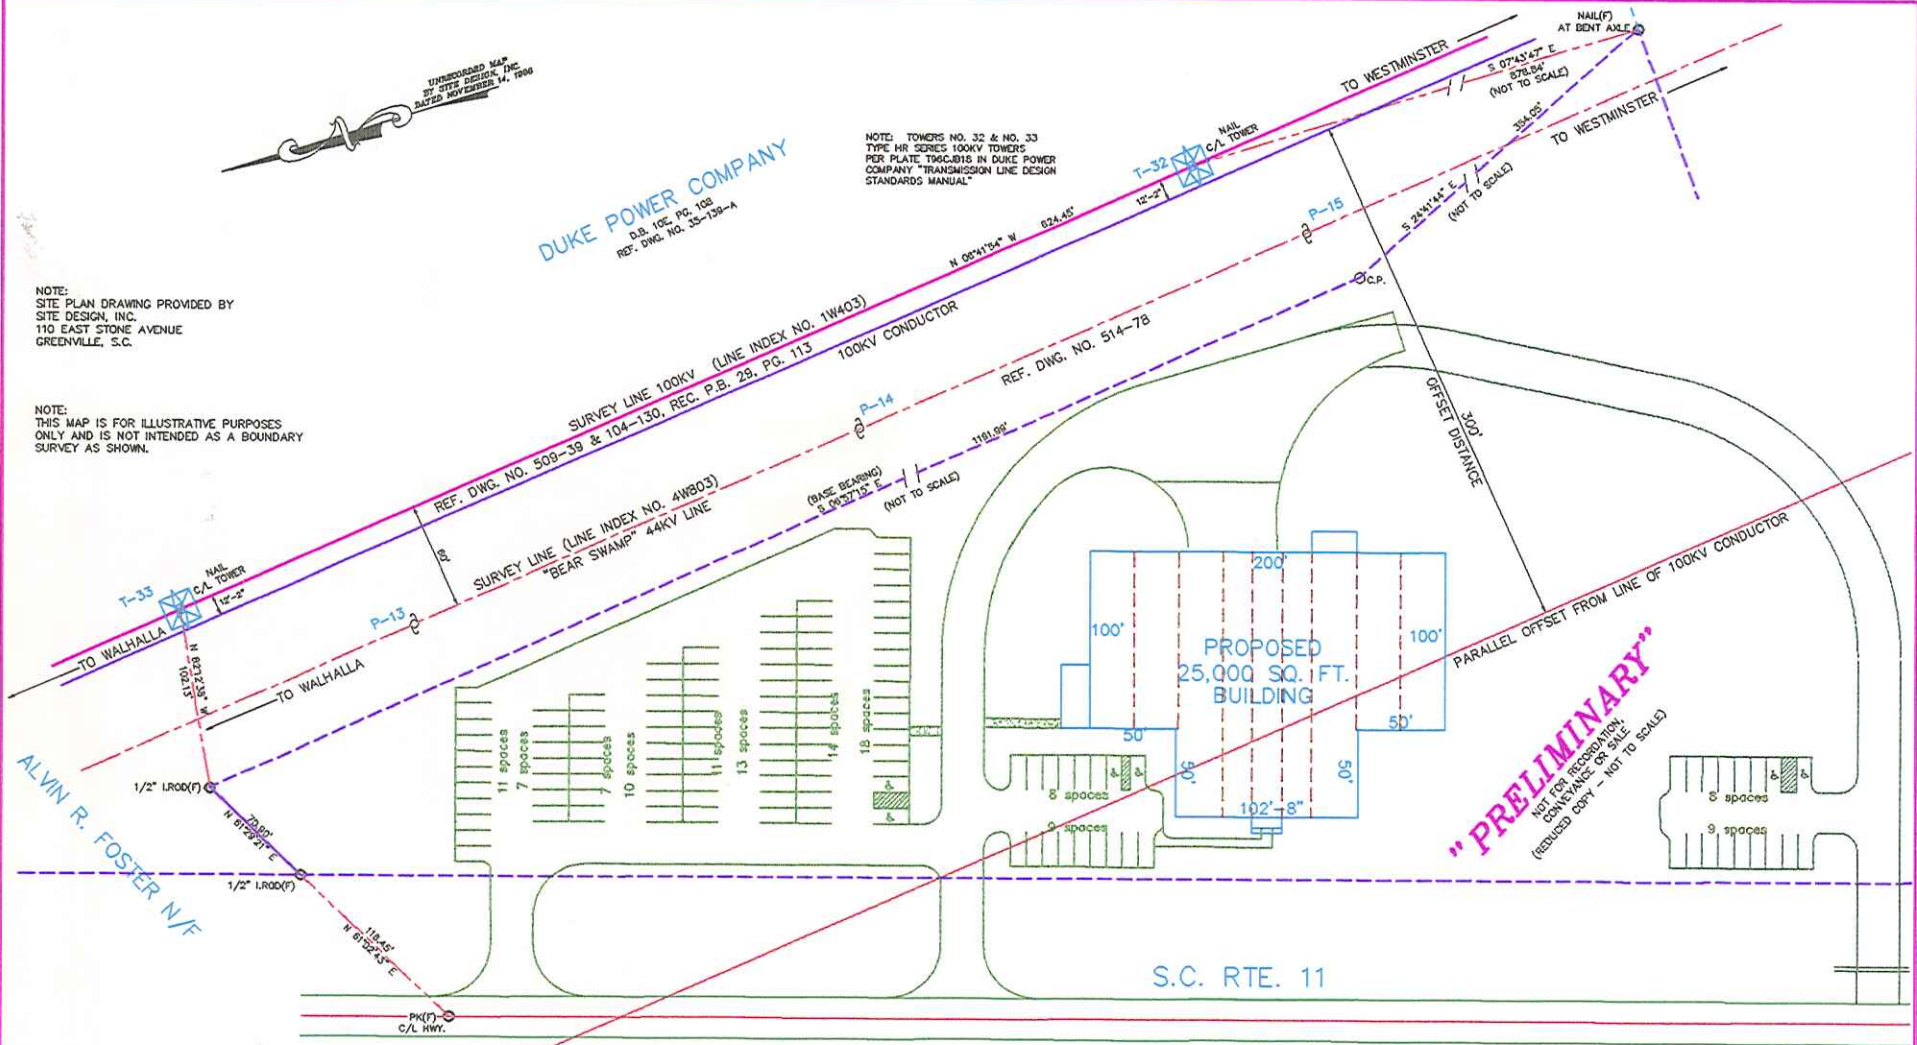 UNRECORDED MAP
BY SITE DESIGN, INC.
DATED NOVEMBER 14, 1996
NAIL(F)
AT BENT AXLE
TO WESTMINSTER
S 07°43'47" E
878.84'
(NOT TO SCALE)
354.05'
TO WESTMINSTER
S 24°41'44" E
(NOT TO SCALE)
NOTE: TOWERS NO. 32 & NO. 33
TYPE HR SERIES 100KV TOWERS
PER PLATE T96CJB18 IN DUKE POWER
COMPANY "TRANSMISSION LINE DESIGN
STANDARDS MANUAL"
NAIL
C/L TOWER
T-32
12'-2"
DUKE POWER COMPANY
D.B. 10E, PG. 108
REF. DWG. NO. 35-139-A
P-15
C.P.
N 06°41'54" W 624.45'
NOTE:
SITE PLAN DRAWING PROVIDED BY
SITE DESIGN, INC.
110 EAST STONE AVENUE
GREENVILLE, S.C.
NOTE:
THIS MAP IS FOR ILLUSTRATIVE PURPOSES
ONLY AND IS NOT INTENDED AS A BOUNDARY
SURVEY AS SHOWN.
SURVEY LINE 100KV (LINE INDEX NO. 1W403)
REF. DWG. NO. 509-39 & 104-130, REC. P.B. 29, PG. 113
100KV CONDUCTOR
REF. DWG. NO. 514-78
P-14
300'
OFFSET DISTANCE
1191.99'
(BASE BEARING)
S 06°57'15" E
(NOT TO SCALE)
SURVEY LINE (LINE INDEX NO. 4W803)
"BEAR SWAMP" 44KV LINE
60'
NAIL
C/L TOWER
T-33
12'-2"
P-13
TO WALHALLA
TO WALHALLA
N 62°12'38" W
102.13'
1/2" I.ROD(F)
70.80'
N 61°29'21" E
1/2" I.ROD(F)
ALVIN R. FOSTER N/F
118.45'
N 61°02'43" E
PK(F)
C/L HWY.
11 spaces
7 spaces
7 spaces
10 spaces
11 spaces
13 spaces
14 spaces
18 spaces
200'
100'
100'
PROPOSED
25,000 SQ. FT.
BUILDING
50'
50'
50'
50'
102'-8"
8 spaces
9 spaces
PARALLEL OFFSET FROM LINE OF 100KV CONDUCTOR
"PRELIMINARY"
NOT FOR RECORDATION,
CONVEYANCE OR SALE
(REDUCED COPY - NOT TO SCALE)
8 spaces
9 spaces
S.C. RTE. 11